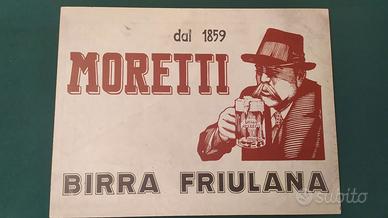 dal 1859
MORETTI
BIRRA FRIULANA
subito